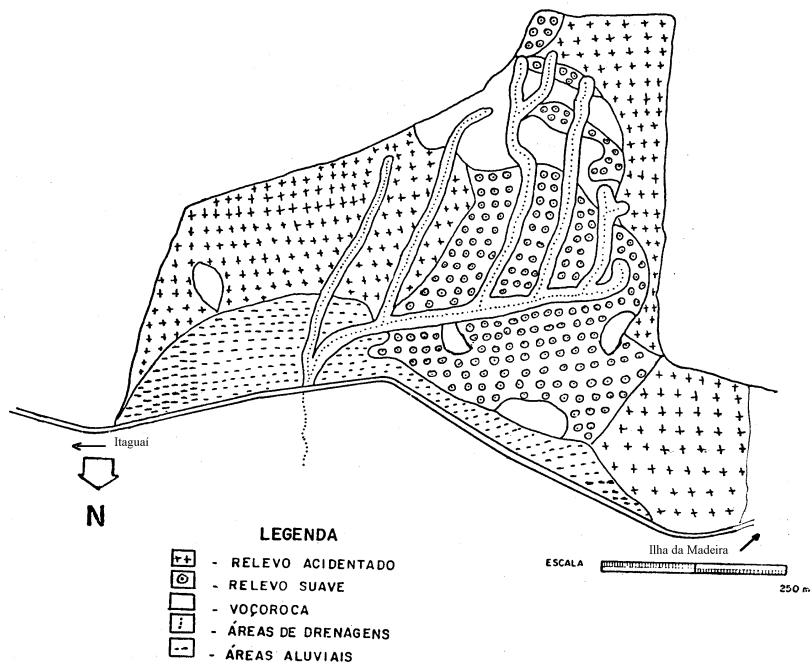 Itaguaí
N
Ilha da Madeira
ESCALA
250 m
LEGENDA
- RELEVO ACIDENTADO
- RELEVO SUAVE
- VOÇOROCA
- ÁREAS DE DRENAGENS
- ÁREAS ALUVIAIS